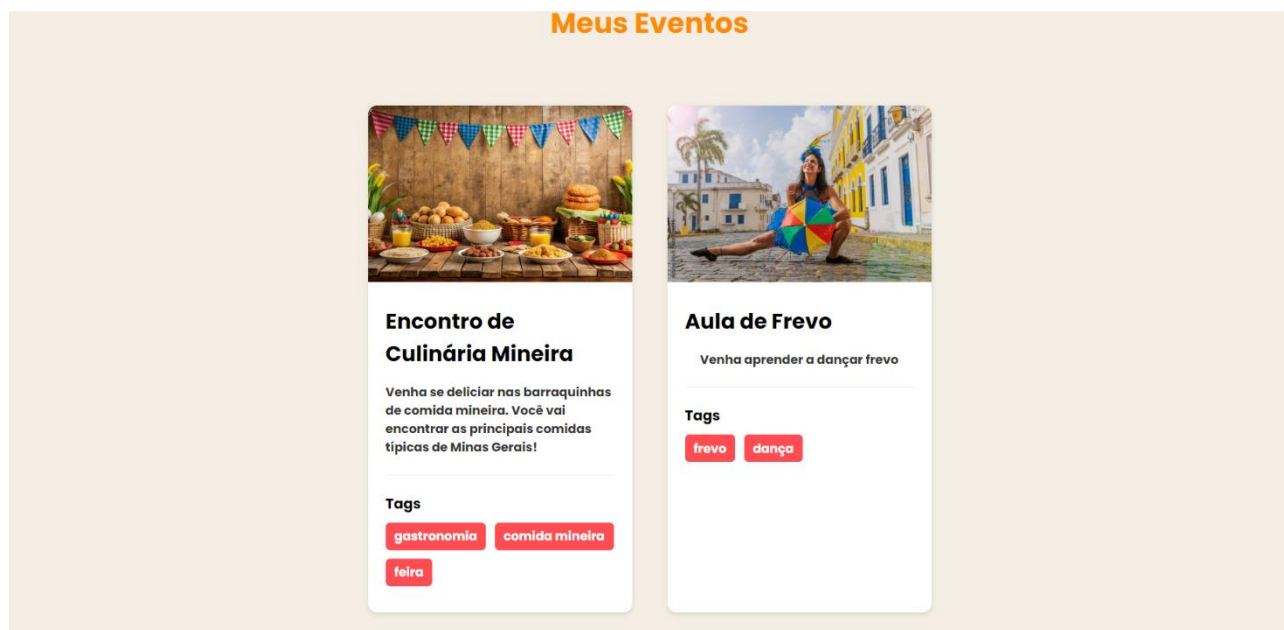 Meus Eventos
Encontro de
Culinária Mineira
Venha se deliciar nas barraquinhas
de comida mineira. Você vai
encontrar as principais comidas
típicas de Minas Gerais!
Tags
gastronomia
comida mineira
feira
Aula de Frevo
Venha aprender a dançar frevo
Tags
frevo
dança